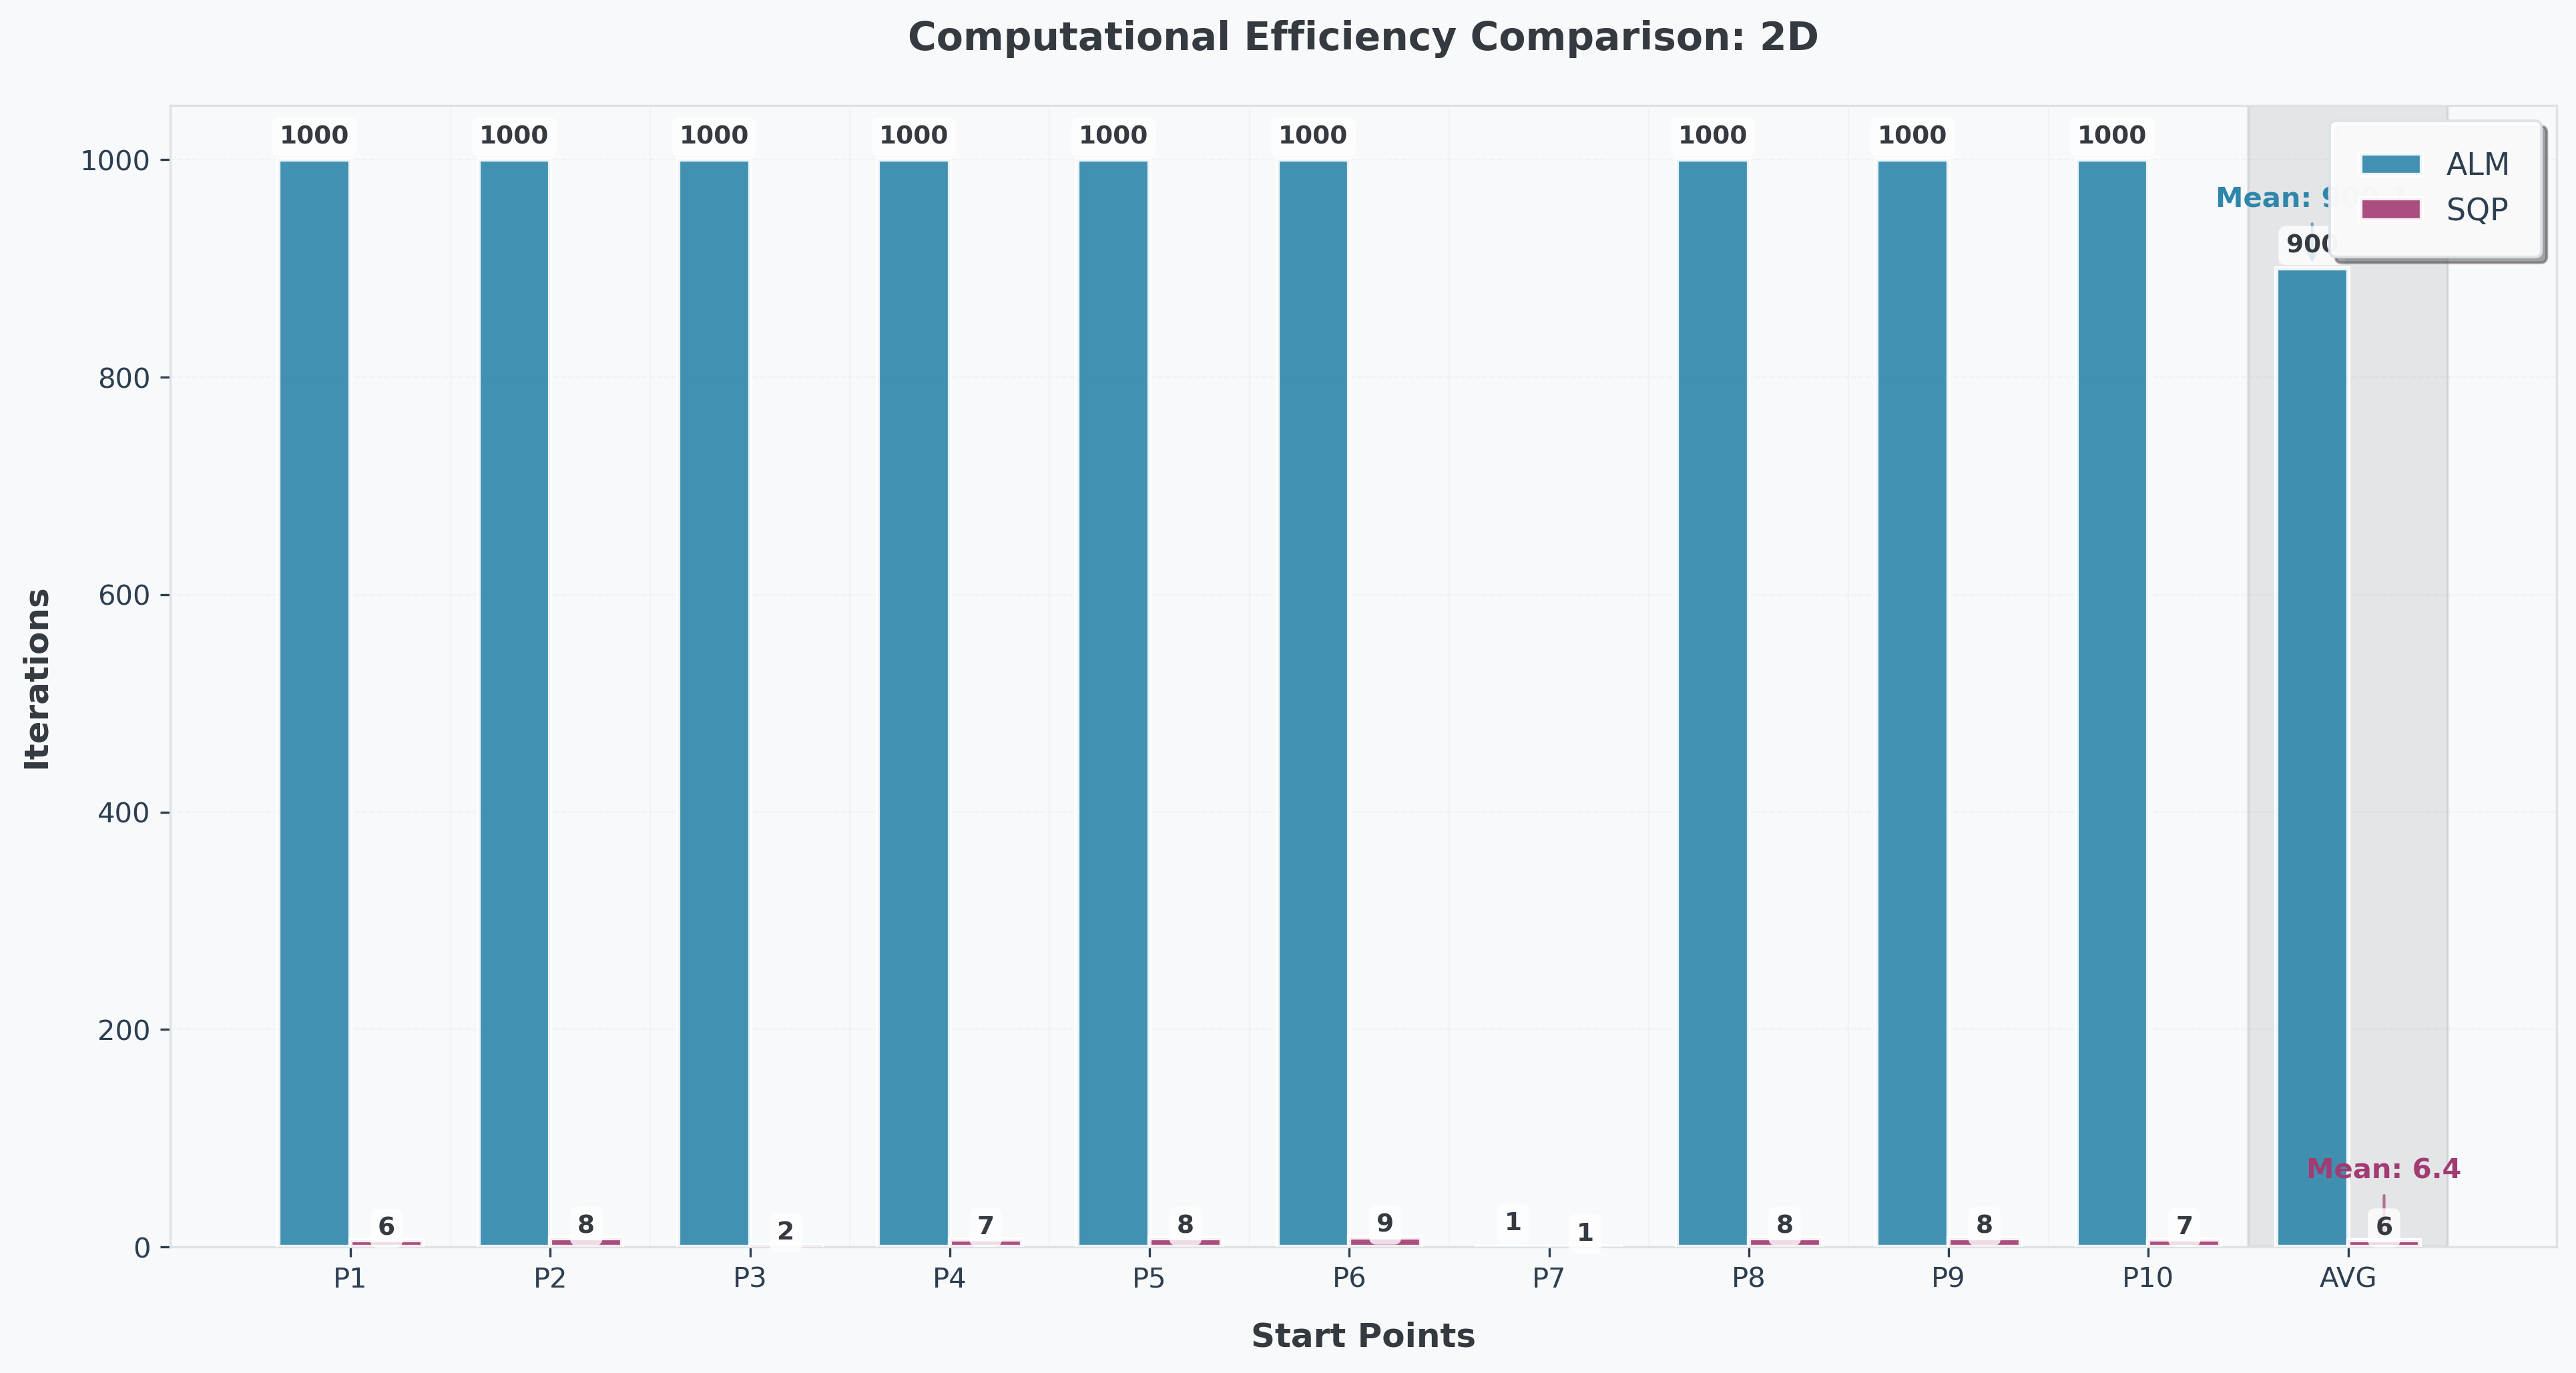 Computational Efficiency Comparison: 2D
1000 1000 1000 1000 1000 1000 1000 1000 1000
ALM
SQP
Mean:
900
1000
800
600
400
200
0
Iterations
Mean: 6.4
6 8 2 7 8 9 1 1 8 8 7 6
P1 P2 P3 P4 P5 P6 P7 P8 P9 P10 AVG
Start Points